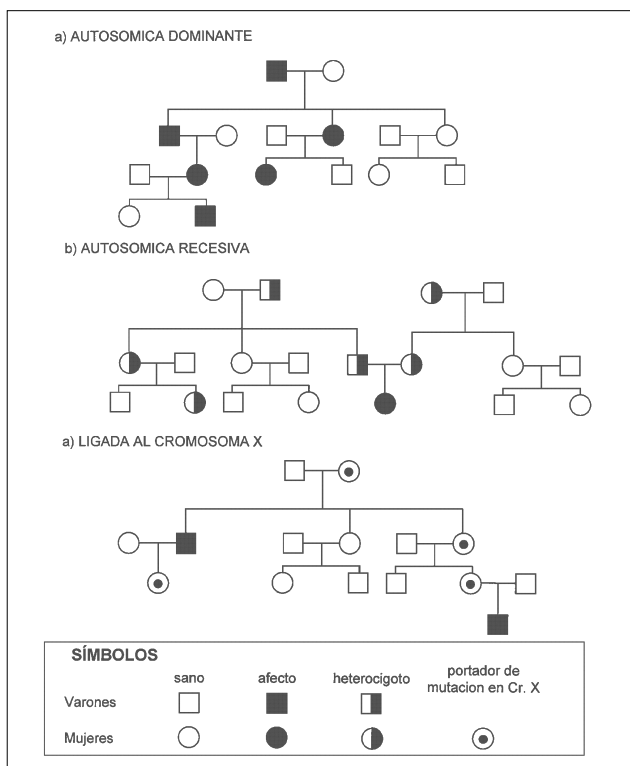 a) AUTOSOMICA DOMINANTE
b) AUTOSOMICA RECESIVA
a) LIGADA AL CROMOSOMA X
SÍMBOLOS
sano afecto heterocigoto portador de
mutacion en Cr. X
Varones
Mujeres